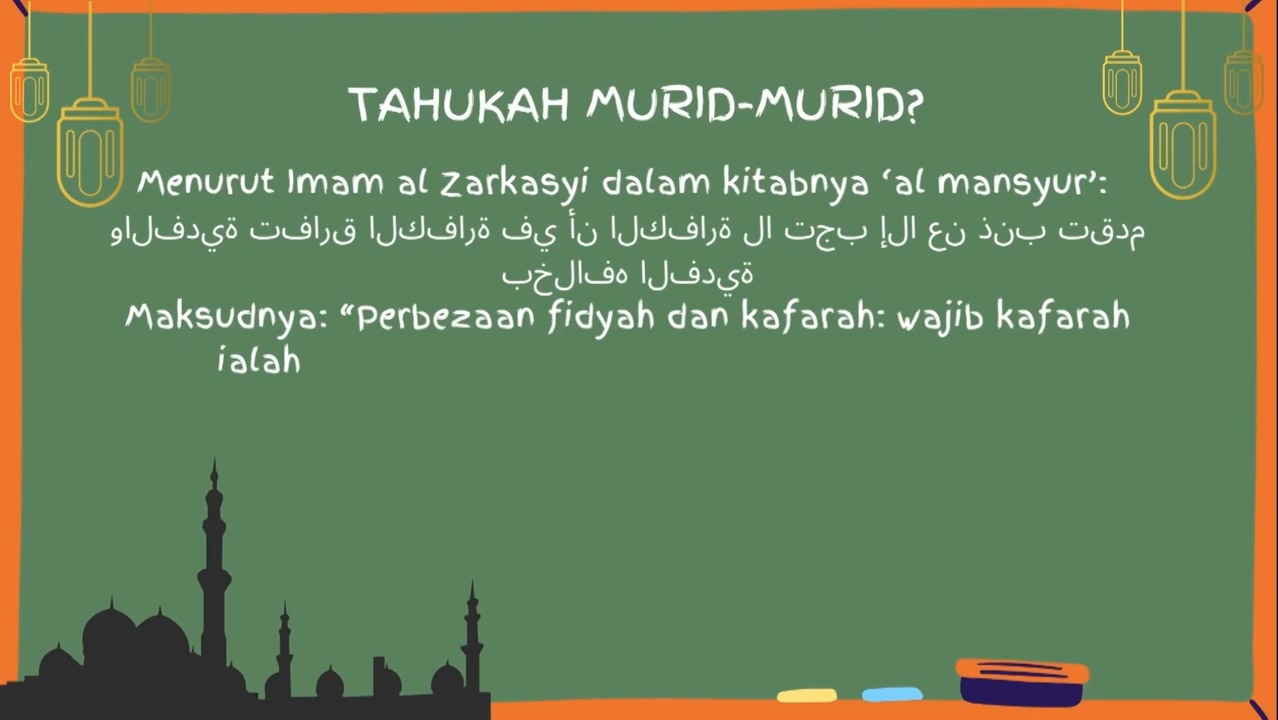 TAHUKAH MURID-MURID?
Menurut Imam al Zarkasyi dalam kitabnya ‘al mansyur’:
والفدية تفارق الكفارة في أن الكفارة لا تجب إلا عن ذنب تقدم
بخلافه الفدية
Maksudnya: “Perbezaan fidyah dan kafarah: wajib kafarah
ialah